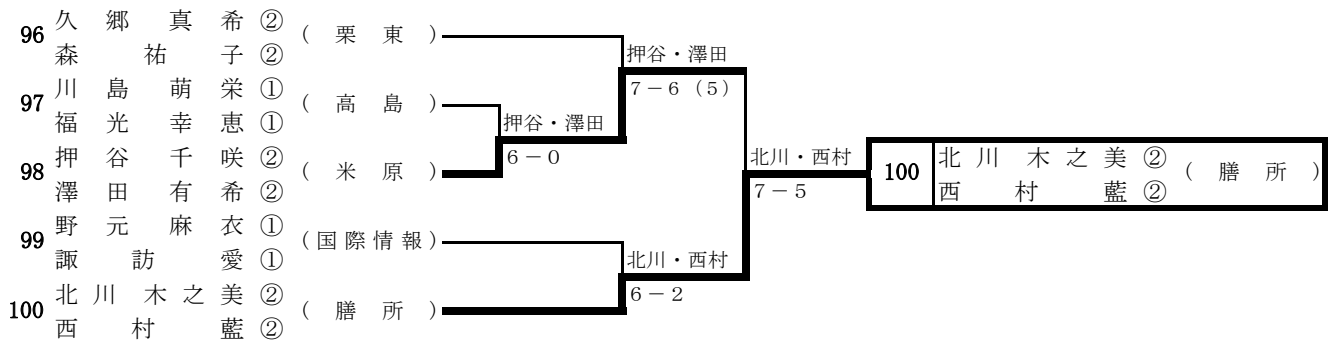 96 久郷真希② (栗東)
森祐子②
97 川島萌栄① (高島)
福光幸恵①
98 押谷千咲② (米原)
澤田有希②
99 野元麻衣① (国際情報)
諏訪愛①
100 北川木之美② (膳所)
西村藍②
押谷・澤田
6-0
押谷・澤田
7-6 (5)
北川・西村
6-2
北川・西村
7-5
100 北川木之美② (膳所)
西村藍②